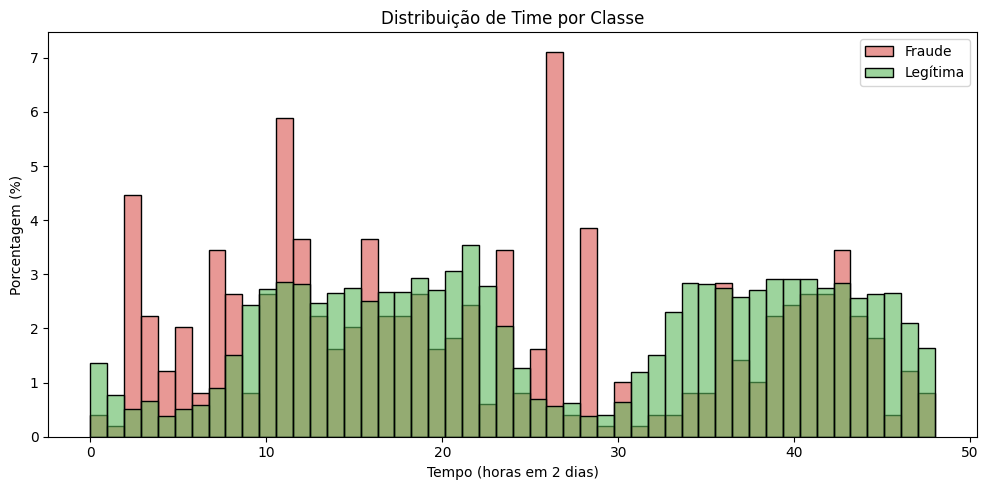 Distribuição de Time por Classe
Fraude
Legítima
Porcentagem (%)
7
6
5
4
3
2
1
0
0 10 20 30 40 50
Tempo (horas em 2 dias)